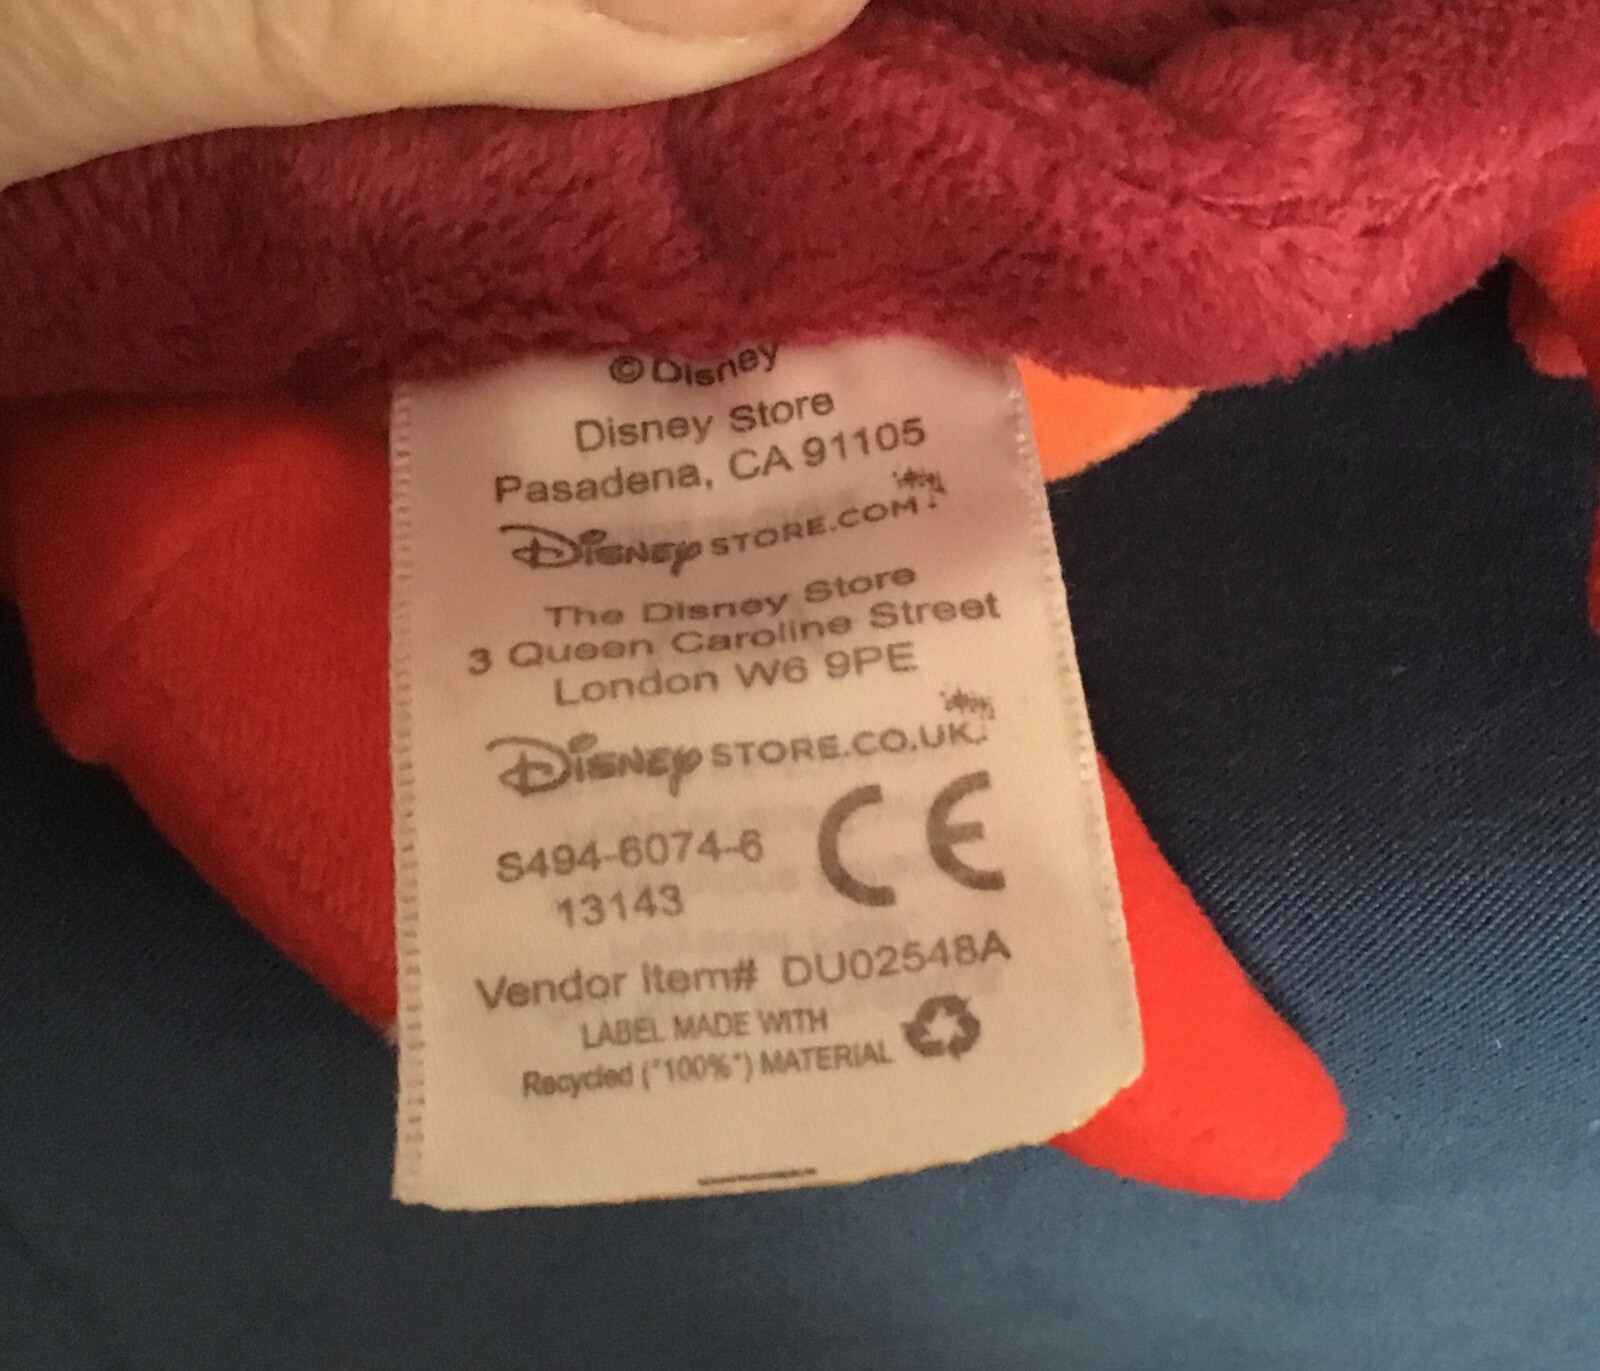 ©Disney
Disney Store
Pasadena, CA 91105
Disney STORE.COM
The Disney Store
3 Queen Caroline Street
London W6 9PE
Disney STORE.CO.UK
S494-6074-6
13143
CE
Vendor Item# DU02548A
LABEL MADE WITH
Recycled ("100%") MATERIAL